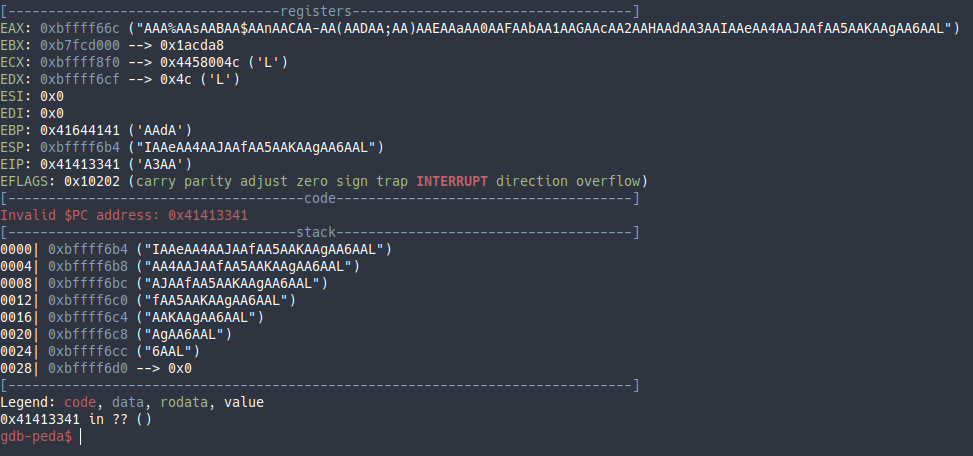 [----------------------------------registers-----------------------------------]
EAX: 0xbffff66c ("AAA%AAsAABAA$AAnAACAA-AA(AADAA;AA)AAEAAaAA0AAFAAbAA1AAGAAcAA2AAHAAdAA3AAIAAeAA4AAJAAfAA5AAKAAgAA6AAL")
EBX: 0xb7fcd000 --> 0x1acda8
ECX: 0xbffff8f0 --> 0x4458004c ('L')
EDX: 0xbffff6cf --> 0x4c ('L')
ESI: 0x0
EDI: 0x0
EBP: 0x41644141 ('AAdA')
ESP: 0xbffff6b4 ("IAAeAA4AAJAAfAA5AAKAAgAA6AAL")
EIP: 0x41413341 ('A3AA')
EFLAGS: 0x10202 (carry parity adjust zero sign trap INTERRUPT direction overflow)
[-------------------------------------code-------------------------------------]
Invalid $PC address: 0x41413341
[------------------------------------stack-------------------------------------]
0000| 0xbffff6b4 ("IAAeAA4AAJAAfAA5AAKAAgAA6AAL")
0004| 0xbffff6b8 ("AA4AAJAAfAA5AAKAAgAA6AAL")
0008| 0xbffff6bc ("AJAAfAA5AAKAAgAA6AAL")
0012| 0xbffff6c0 ("fAA5AAKAAgAA6AAL")
0016| 0xbffff6c4 ("AAKAAgAA6AAL")
0020| 0xbffff6c8 ("AgAA6AAL")
0024| 0xbffff6cc ("6AAL")
0028| 0xbffff6d0 --> 0x0
[------------------------------------------------------------------------------]
Legend: code, data, rodata, value
0x41413341 in ?? ()
gdb-peda$